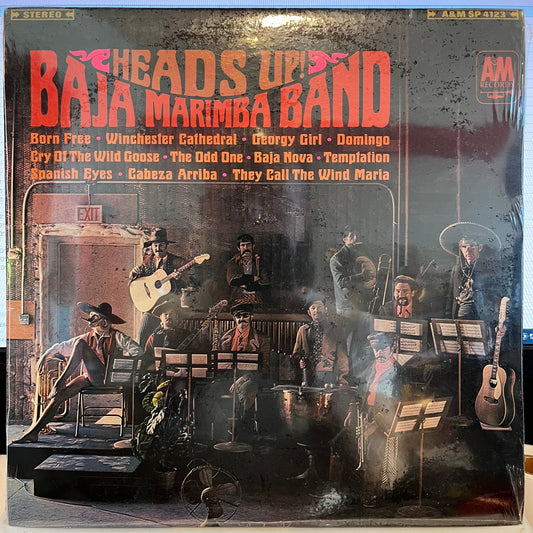 STEREO
A&M SP 4123
HEADS UP!
BAJA MARIMBA BAND
A&M
RECORDS
Born Free • Winchester Cathedral • Georgy Girl • Domingo
Cry Of The Wild Goose • The Odd One • Baja Nova • Temptation
Spanish Eyes • Cabeza Arriba • They Call The Wind Maria
EXIT